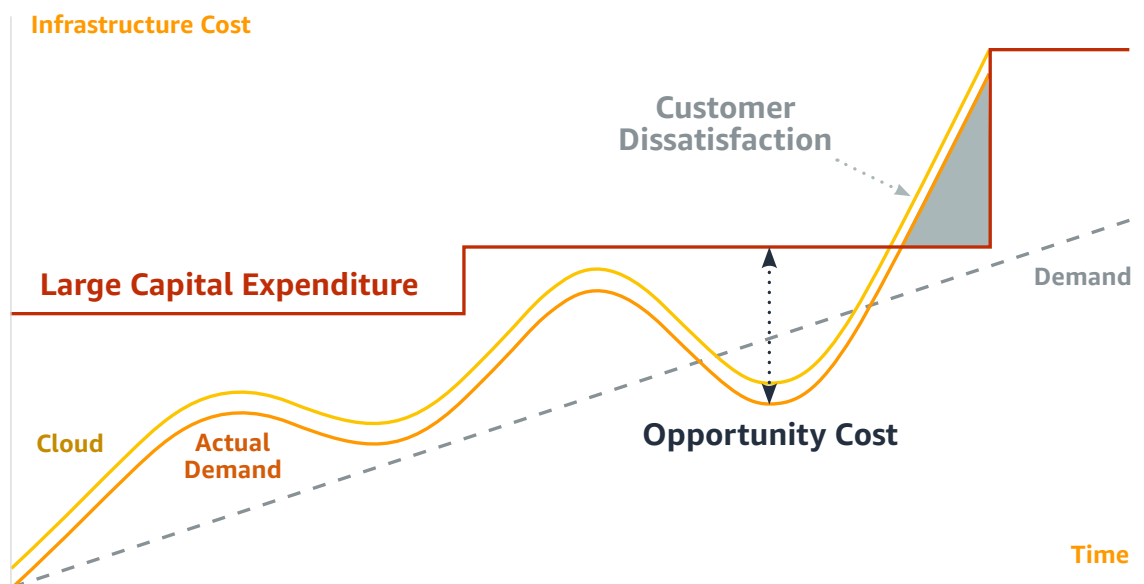 Infrastructure Cost
Customer
Dissatisfaction
Large Capital Expenditure
Demand
Cloud
Actual
Demand
Opportunity Cost
Time